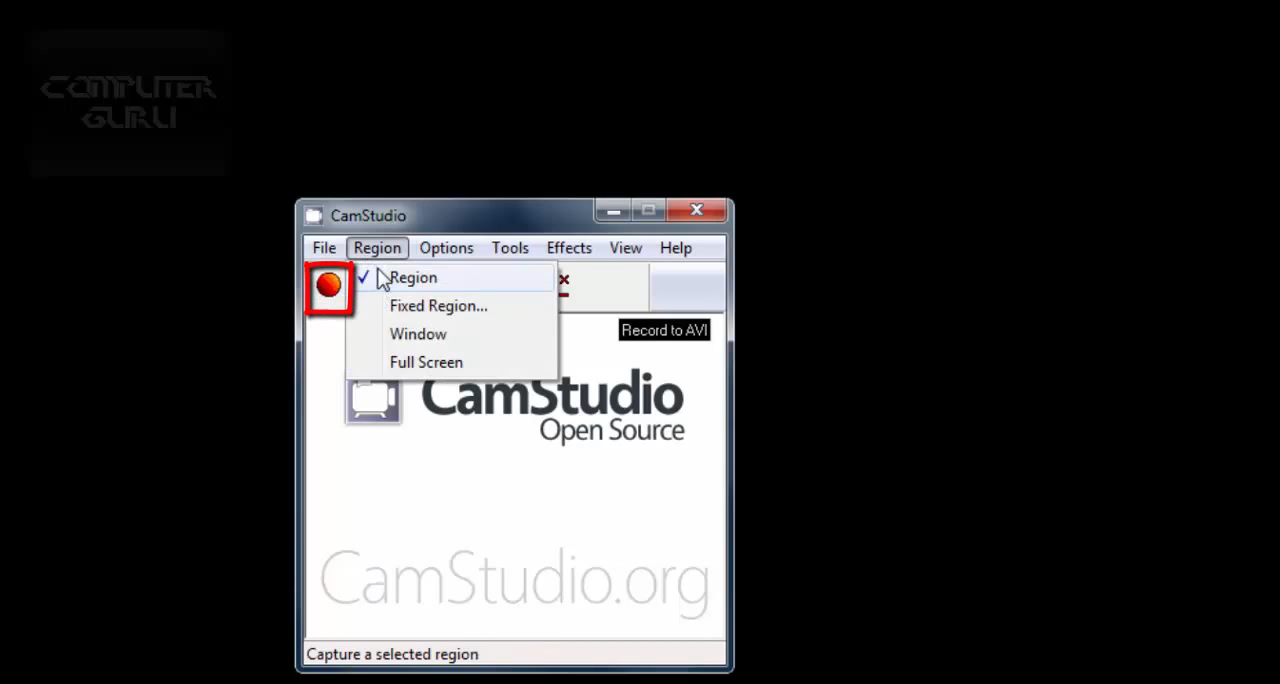 COMPUTER
GURU
CamStudio
File Region Options Tools Effects View Help
Region
Fixed Region...
Window
Full Screen
Record to AVI
CamStudio
Open Source
CamStudio.org
Capture a selected region